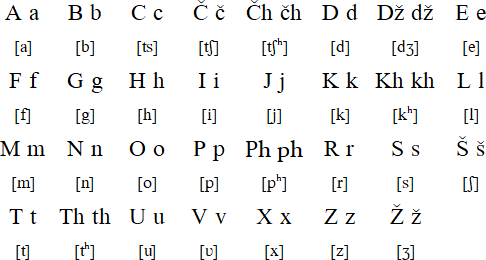 A a B b C c Č č Čh čh D d Dž dž E e
[a] [b] [ts] [tʃ] [tʃʰ] [d] [dʒ] [e]
F f G g H h I i J j K k Kh kh L l
[f] [g] [h] [i] [j] [k] [kʰ] [l]
M m N n O o P p Ph ph R r S s Š š
[m] [n] [o] [p] [pʰ] [r] [s] [ʃ]
T t Th th U u V v X x Z z Ž ž
[t] [tʰ] [u] [ʋ] [x] [z] [ʒ]